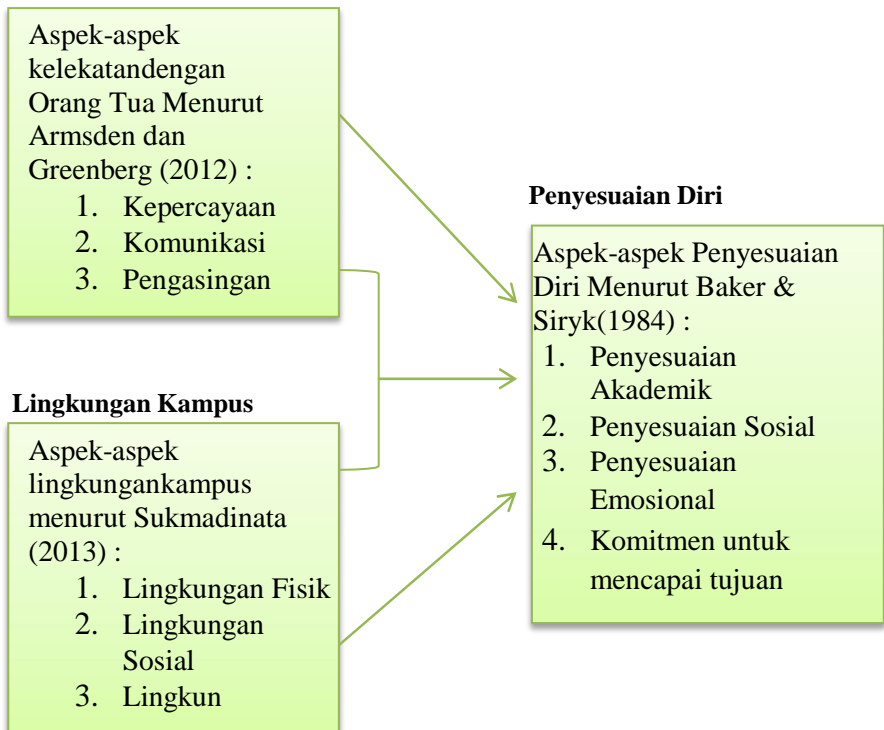 Aspek-aspek
kelekatandengan
Orang Tua Menurut
Armsden dan
Greenberg (2012) :
1. Kepercayaan
2. Komunikasi
3. Pengasingan
Lingkungan Kampus
Aspek-aspek
lingkungankampus
menurut Sukmadinata
(2013) :
1. Lingkungan Fisik
2. Lingkungan
Sosial
3. Lingkun
Penyesuaian Diri
Aspek-aspek Penyesuaian
Diri Menurut Baker &
Siryk(1984) :
1. Penyesuaian
Akademik
2. Penyesuaian Sosial
3. Penyesuaian
Emosional
4. Komitmen untuk
mencapai tujuan